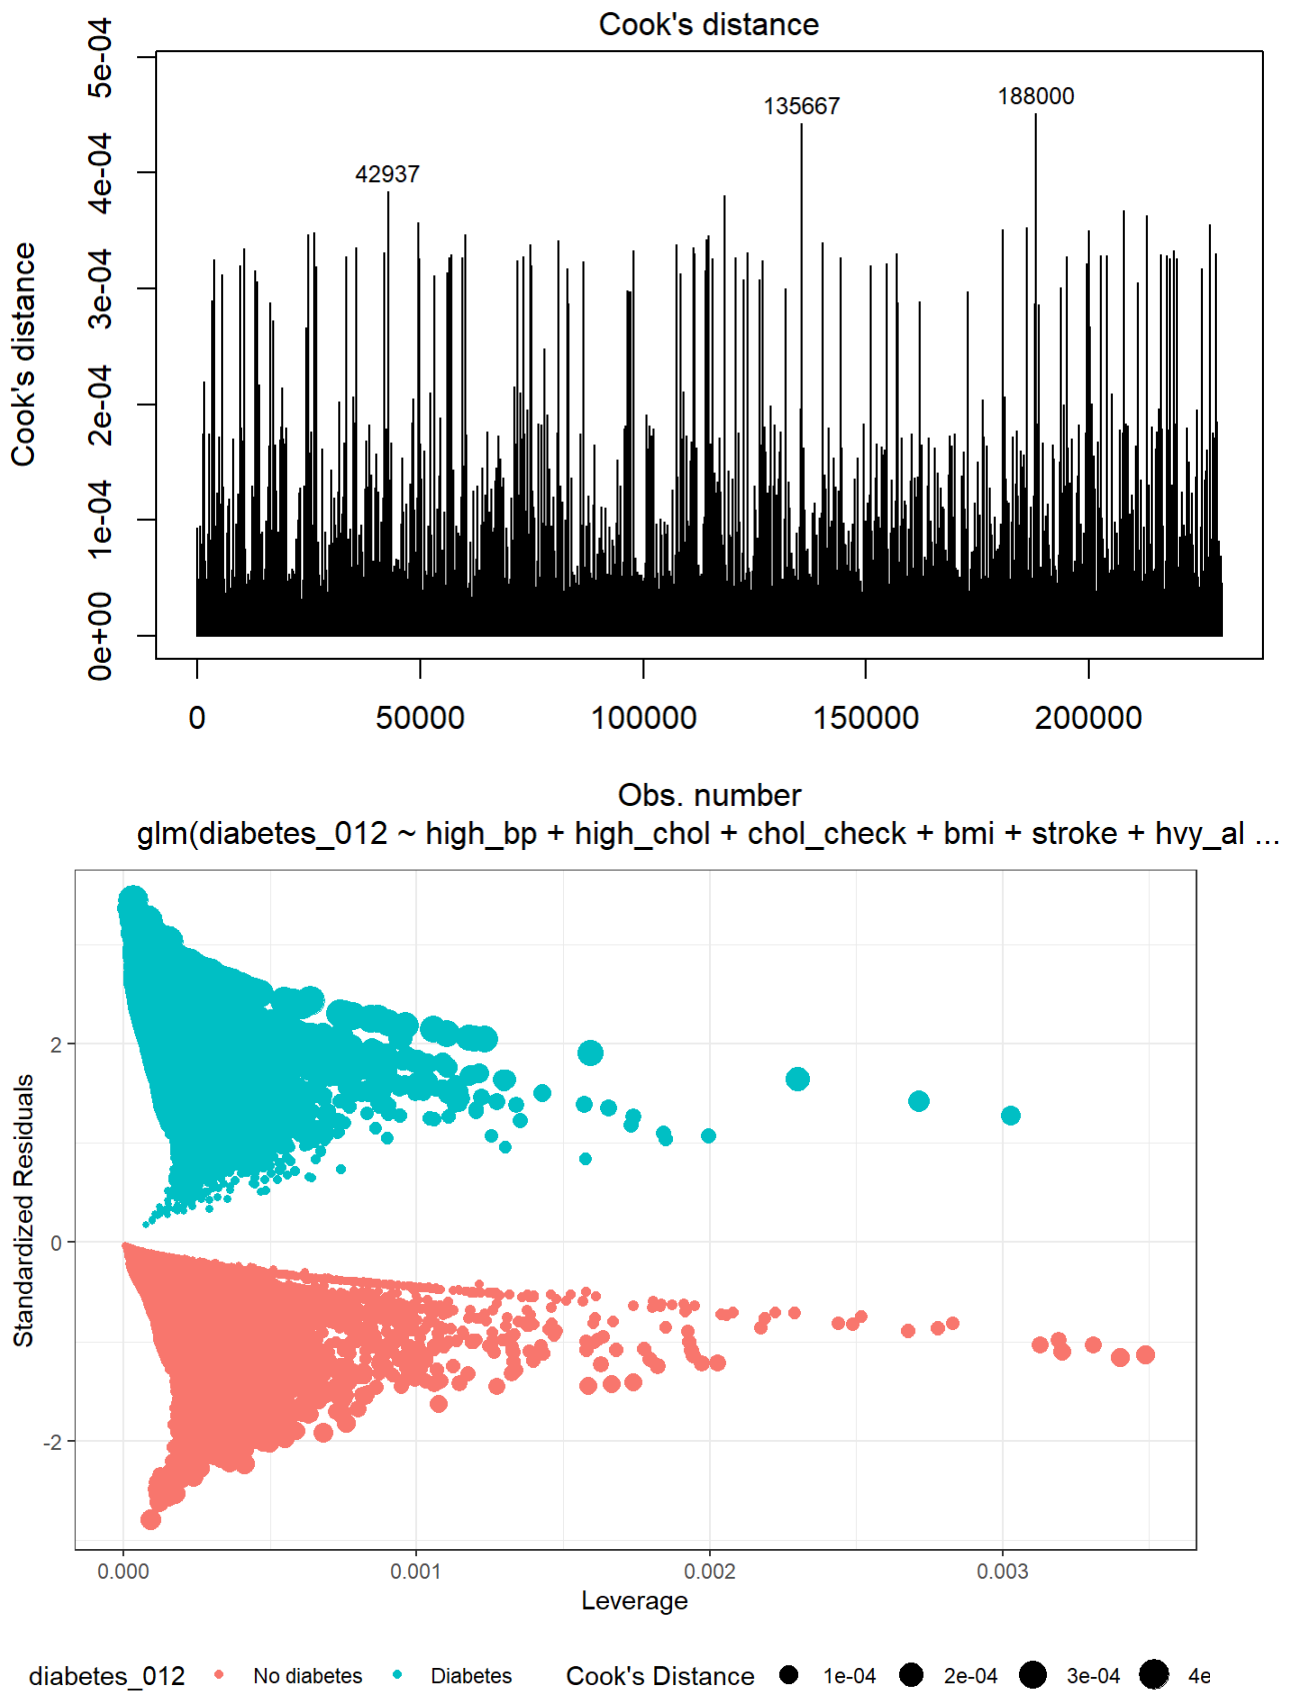 Cook's distance
5e-04
4e-04
3e-04
2e-04
1e-04
0e+00
Cook's distance
42937
135667
188000
0 50000 100000 150000 200000
Obs. number
glm(diabetes_012 ~ high_bp + high_chol + chol_check + bmi + stroke + hvy_al ...
Standardized Residuals
2
0
-2
0.000 0.001 0.002 0.003
Leverage
diabetes_012 No diabetes Diabetes Cook's Distance 1e-04 2e-04 3e-04 4e